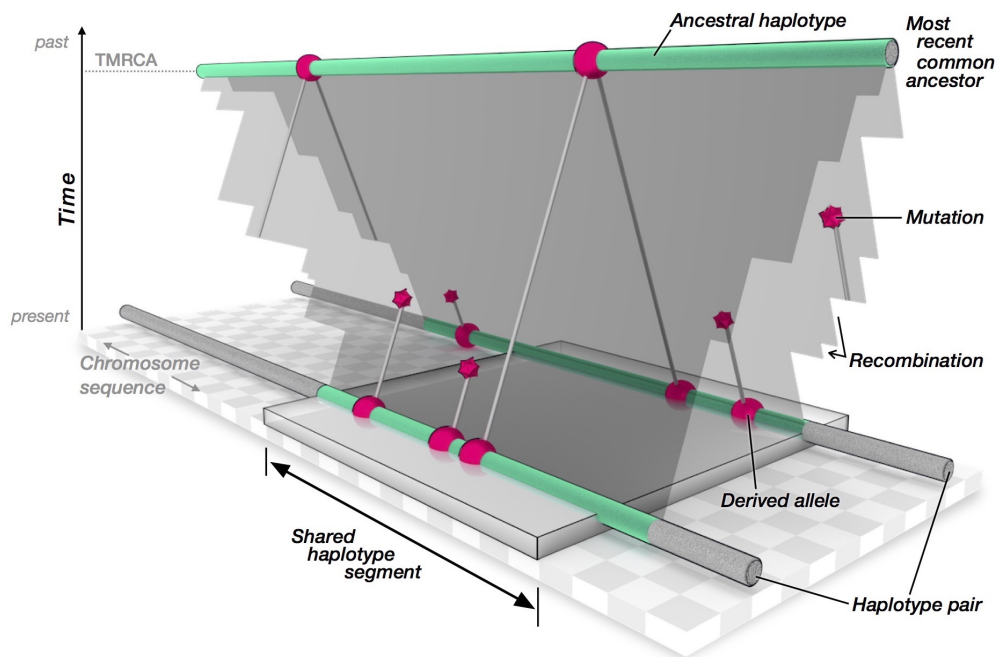 past
TMRCA
Time
present
Chromosome
sequence
Ancestral haplotype
Most
recent
common
ancestor
Mutation
Recombination
Derived allele
Shared
haplotype
segment
Haplotype pair